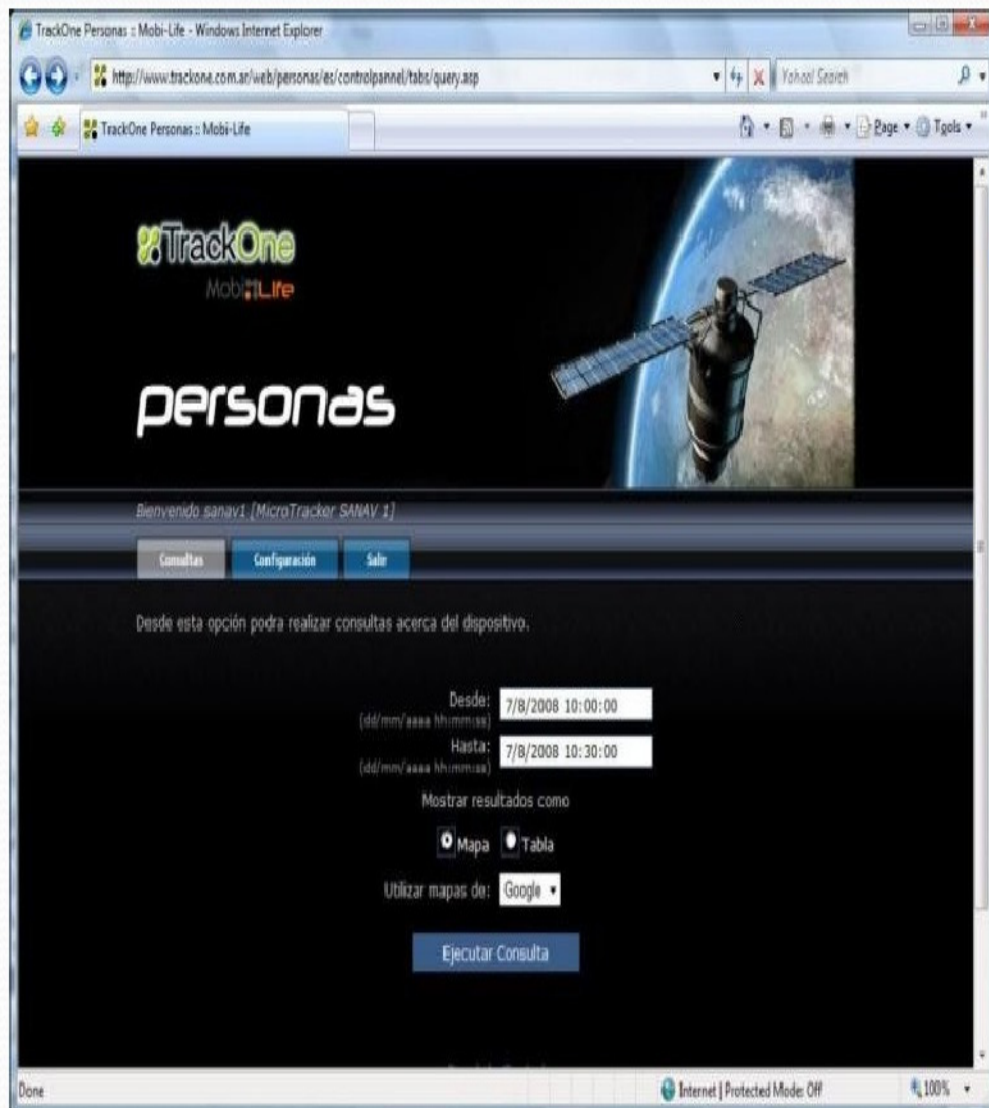 TrackOne Personas :: Mobi-Life - Windows Internet Explorer
http://www.trackone.com.ar/web/personas/es/controlpannel/tabs/query.asp
Yahoo! Search
TrackOne Personas :: Mobi-Life
Page
Tools
TrackOne
Mobi Life
personas
Bienvenido sanav1 [MicroTracker SANAV 1]
Consultas
Configuración
Salir
Desde esta opción podra realizar consultas acerca del dispositivo.
Desde: 7/8/2008 10:00:00
(dd/mm/aaaa hh:mm:ss)
Hasta: 7/8/2008 10:30:00
(dd/mm/aaaa hh:mm:ss)
Mostrar resultados como
Mapa Tabla
Utilizar mapas de: Google
Ejecutar Consulta
Done
Internet | Protected Mode: Off
100%